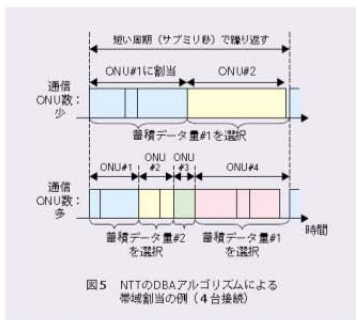 短い周期（サブミリ秒）で繰り返す
ONU#1に割当
ONU#2
通信
ONU数：
少
蓄積データ量#1を選択
ONU#1
ONU
#2
ONU
#3
ONU#4
通信
ONU数：
多
時間
蓄積データ量#2
を選択
蓄積データ量#1
を選択
図5 NTTのDBAアルゴリズムによる
帯域割当の例（4台接続）